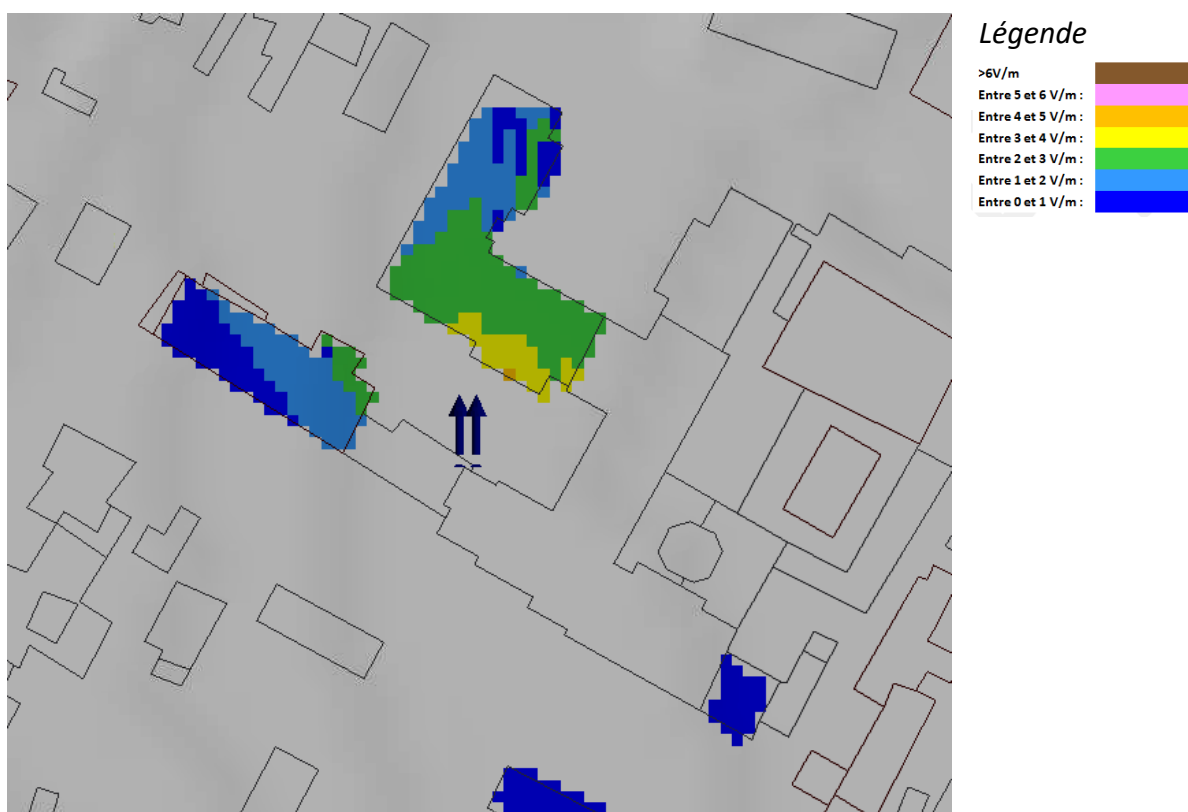 Légende
>6V/m
Entre 5 et 6 V/m :
Entre 4 et 5 V/m :
Entre 3 et 4 V/m :
Entre 2 et 3 V/m :
Entre 1 et 2 V/m :
Entre 0 et 1 V/m :